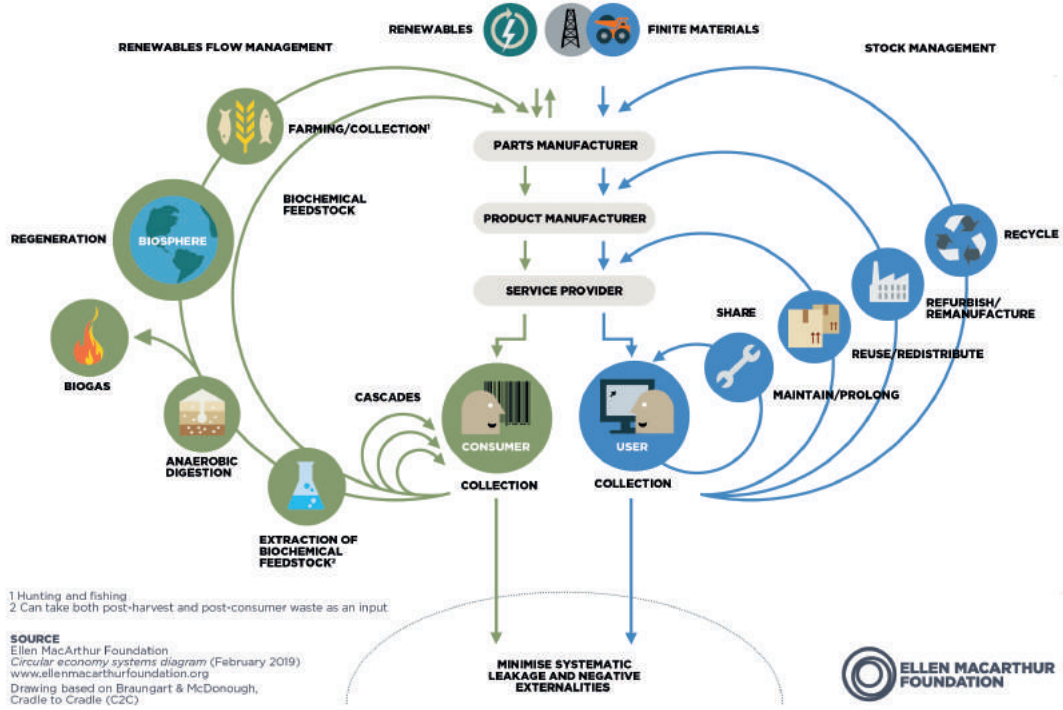 RENEWABLES
FINITE MATERIALS
RENEWABLES FLOW MANAGEMENT
STOCK MANAGEMENT
FARMING/COLLECTION¹
PARTS MANUFACTURER
BIOCHEMICAL
FEEDSTOCK
PRODUCT MANUFACTURER
REGENERATION
BIOSPHERE
RECYCLE
SERVICE PROVIDER
SHARE
REFURBISH/
REMANUFACTURE
REUSE/REDISTRIBUTE
BIOGAS
CASCADES
MAINTAIN/PROLONG
CONSUMER
USER
ANAEROBIC
DIGESTION
COLLECTION
COLLECTION
EXTRACTION OF
BIOCHEMICAL
FEEDSTOCK²
1 Hunting and fishing
2 Can take both post-harvest and post-consumer waste as an input
SOURCE
Ellen MacArthur Foundation
Circular economy systems diagram (February 2019)
www.ellenmacarthurfoundation.org
Drawing based on Braungart & McDonough,
Cradle to Cradle (C2C)
MINIMISE SYSTEMATIC
LEAKAGE AND NEGATIVE
EXTERNALITIES
ELLEN MACARTHUR
FOUNDATION